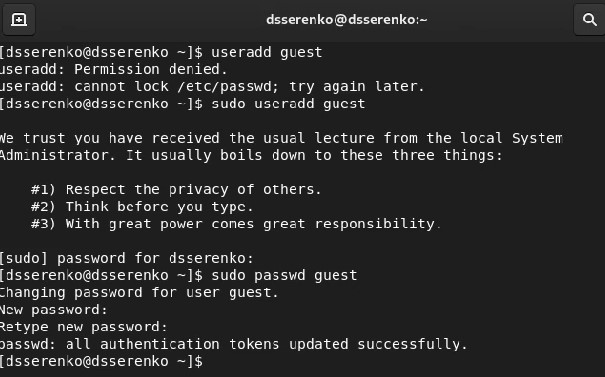 dsserenko@dsserenko:~
[dsserenko@dsserenko ~]$ useradd guest
useradd: Permission denied.
useradd: cannot lock /etc/passwd; try again later.
[dsserenko@dsserenko ~]$ sudo useradd guest
We trust you have received the usual lecture from the local System
Administrator. It usually boils down to these three things:
#1) Respect the privacy of others.
#2) Think before you type.
#3) With great power comes great responsibility.
[sudo] password for dsserenko:
[dsserenko@dsserenko ~]$ sudo passwd guest
Changing password for user guest.
New password:
Retype new password:
passwd: all authentication tokens updated successfully.
[dsserenko@dsserenko ~]$